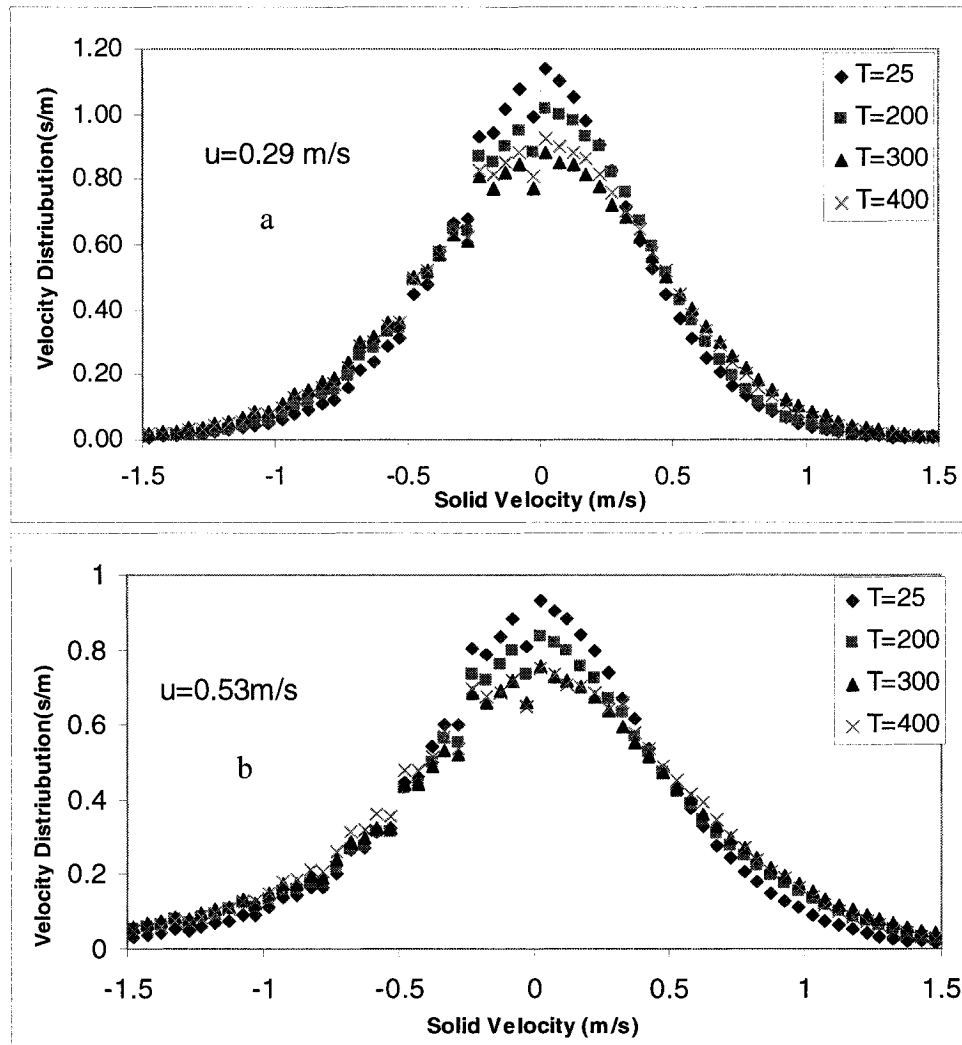 1.20
1.00
0.80
0.60
0.40
0.20
0.00
Velocity Distriubution(s/m)
u=0.29 m/s
a
T=25
T=200
T=300
T=400
-1.5 -1 -0.5 0 0.5 1 1.5
Solid Velocity (m/s)
1
0.8
0.6
0.4
0.2
0
Velocity Distriubution(s/m)
u=0.53m/s
b
T=25
T=200
T=300
T=400
-1.5 -1 -0.5 0 0.5 1 1.5
Solid Velocity (m/s)